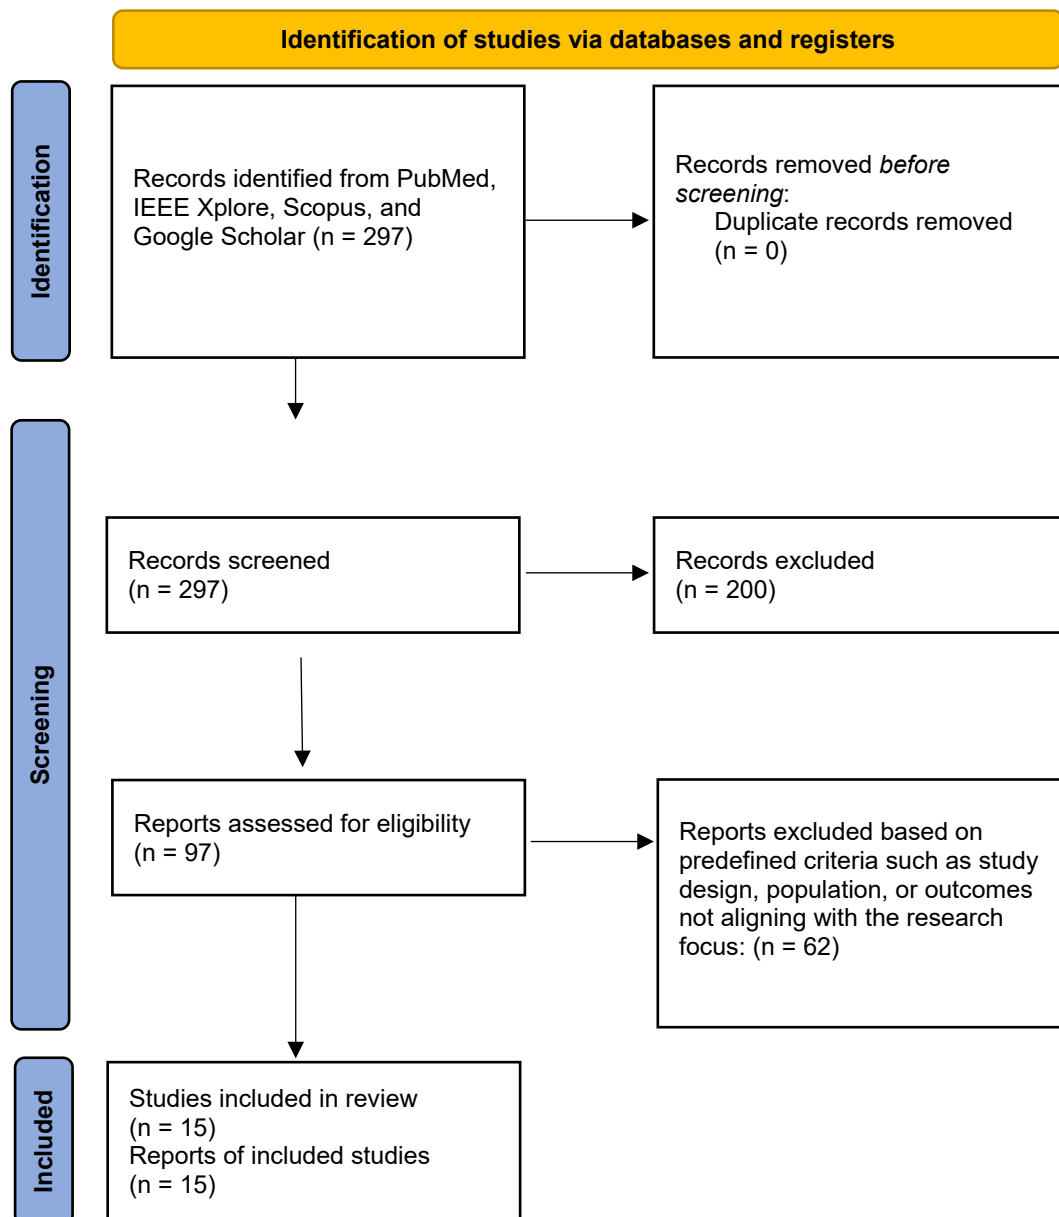 Identification of studies via databases and registers
Identification
Records identified from PubMed,
IEEE Xplore, Scopus, and
Google Scholar (n = 297)
Records removed before
screening:
Duplicate records removed
(n = 0)
Screening
Records screened
(n = 297)
Records excluded
(n = 200)
Reports assessed for eligibility
(n = 97)
Reports excluded based on
predefined criteria such as study
design, population, or outcomes
not aligning with the research
focus: (n = 62)
Included
Studies included in review
(n = 15)
Reports of included studies
(n = 15)